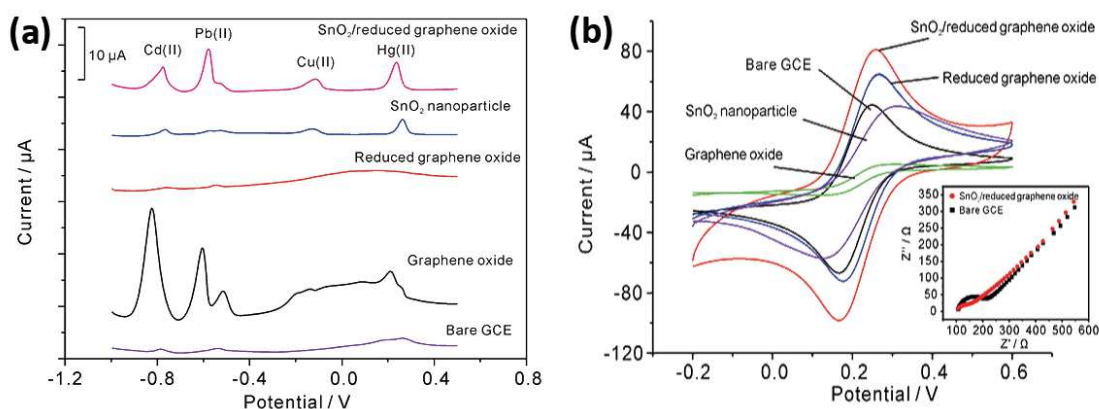 (a)
10 µA
Cd(II)
Pb(II)
SnO₂/reduced graphene oxide
Cu(II)
Hg(II)
SnO₂ nanoparticle
Reduced graphene oxide
Graphene oxide
Bare GCE
Current / µA
-1.2 -0.8 -0.4 0.0 0.4 0.8
Potential / V
(b)
SnO₂/reduced graphene oxide
Bare GCE
Reduced graphene oxide
SnO₂ nanoparticle
Graphene oxide
Current / µA
80
40
0
-40
-80
-120
-0.2 0.0 0.2 0.4 0.6
Potential / V
SnO₂/reduced graphene oxide
Bare GCE
Z'' / Ω
350
300
250
200
150
100
50
0
0 100 200 300 400 500 600
Z' / Ω